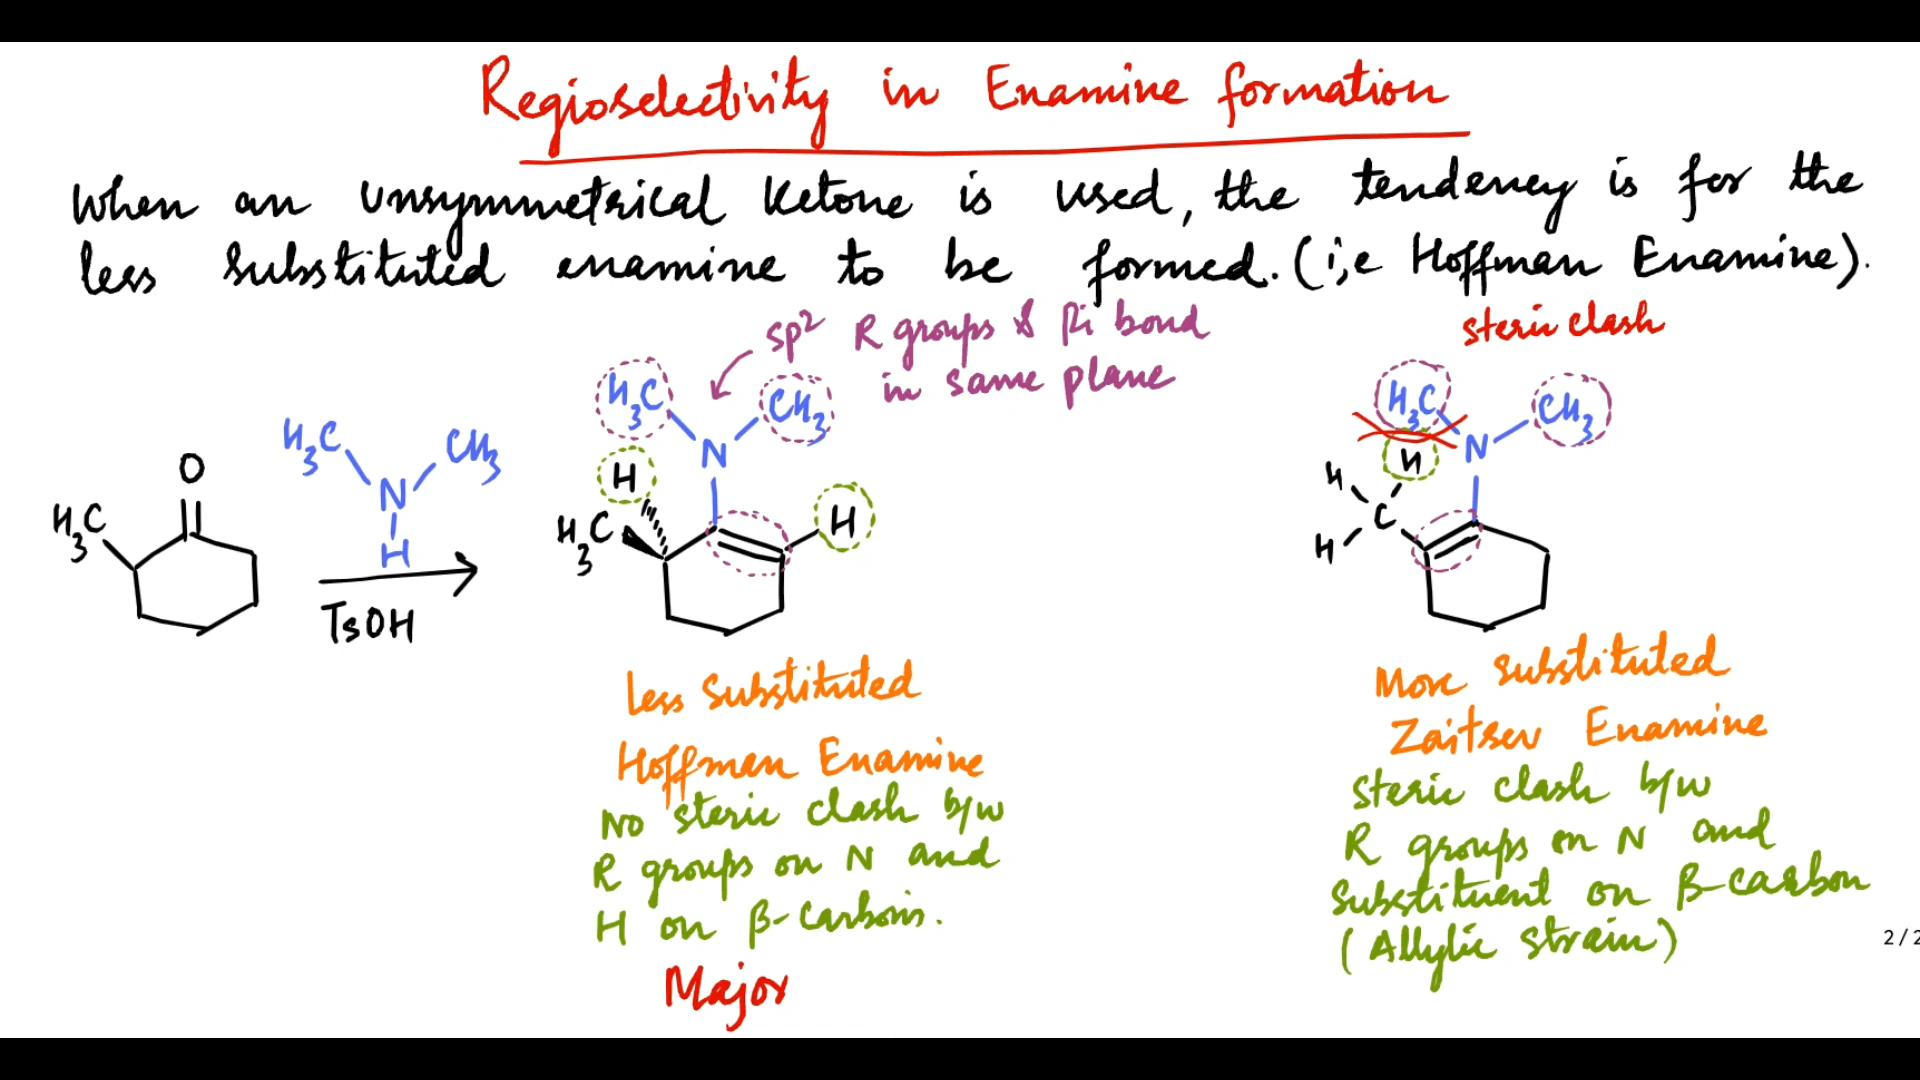 Regioselectivity in Enamine formation
When an unsymmetrical Ketone is used, the tendency is for the
less substituted enamine to be formed. (i,e Hoffman Enamine).
sp² R groups & Pi bond
in same plane
steric clash
H₃C
O
H₃C
CH₃
N
H
TsOH
H₃C
CH₃
N
H
H₃C
H
H₃C
CH₃
N
H
H
C
H
Less Substituted
Hoffman Enamine
No steric clash b/w
R groups on N and
H on β-carbons.
Major
More substituted
Zaitsev Enamine
Steric clash b/w
R groups on N and
substituent on β-carbon
(Allylic strain)
2/2